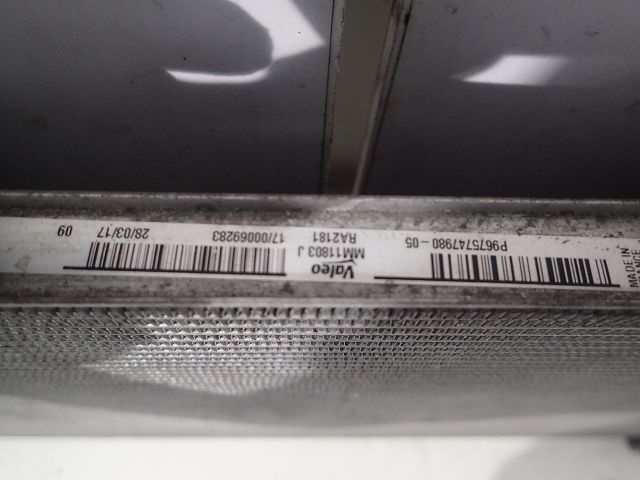 P9675747980-05
MADE IN
Valeo
MM11803 J
RA2181
17/00069283
28/03/17
09